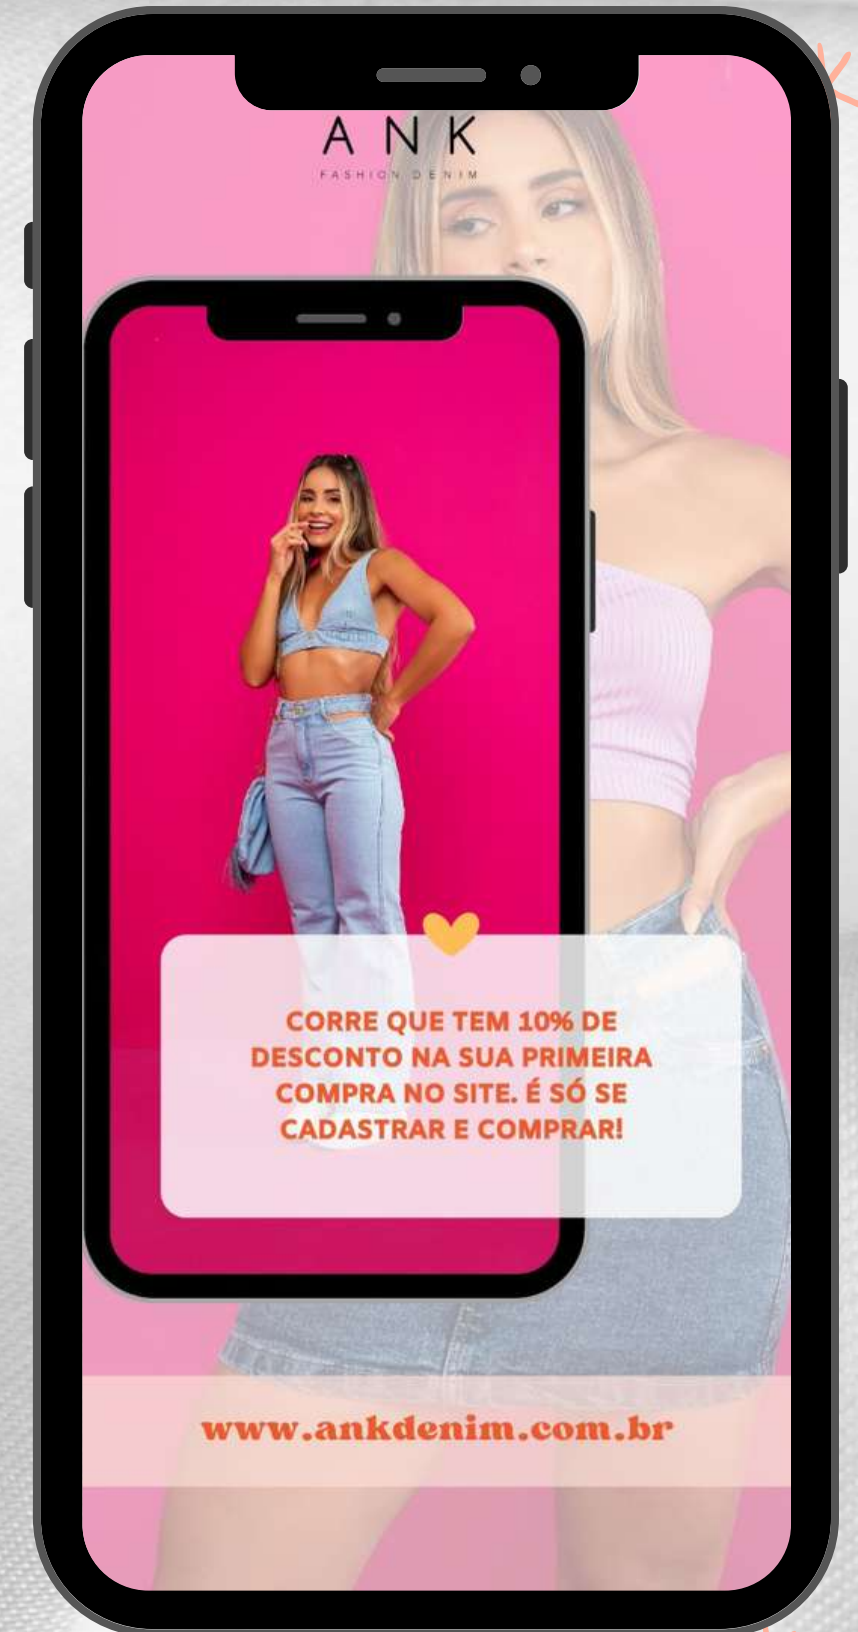 ANK
FASHION DENIM
CORRE QUE TEM 10% DE
DESCONTO NA SUA PRIMEIRA
COMPRA NO SITE. É SÓ SE
CADASTRAR E COMPRAR!
www.ankdenim.com.br